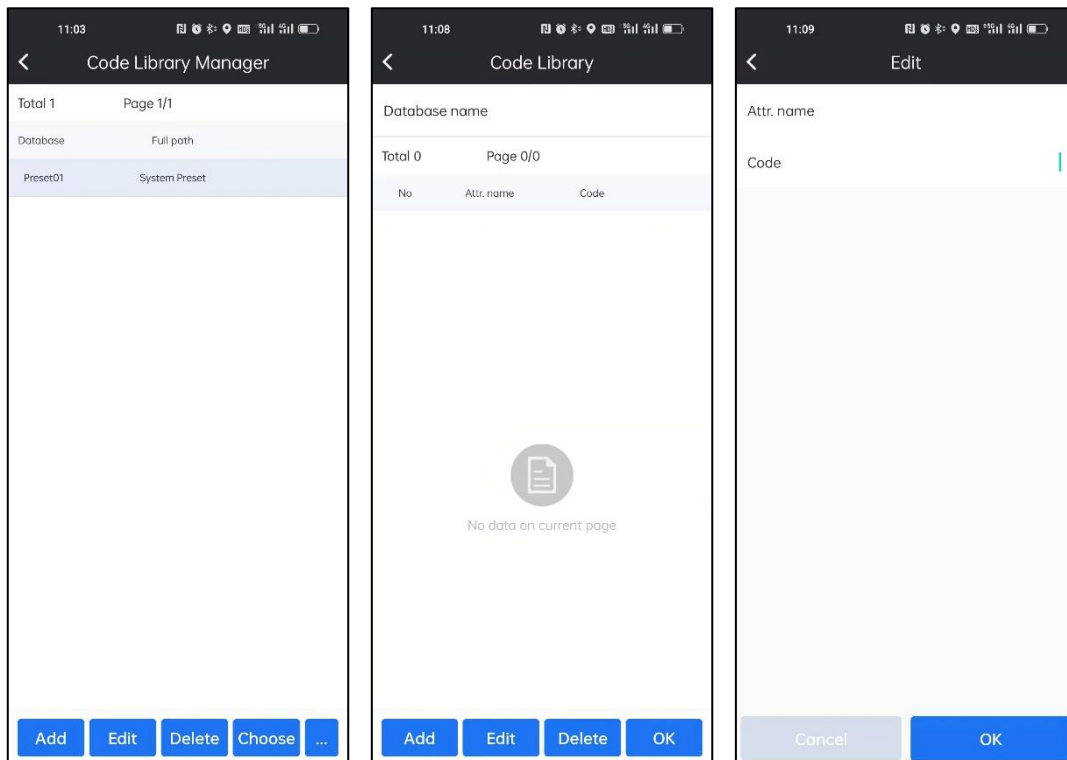 11:03
Code Library Manager
Total 1 Page 1/1
Database Full path
Preset01 System Preset
Add Edit Delete Choose ...
11:08
Code Library
Database name
Total 0 Page 0/0
No Attr. name Code
No data on current page
Add Edit Delete OK
11:09
Edit
Attr. name
Code
Cancel OK